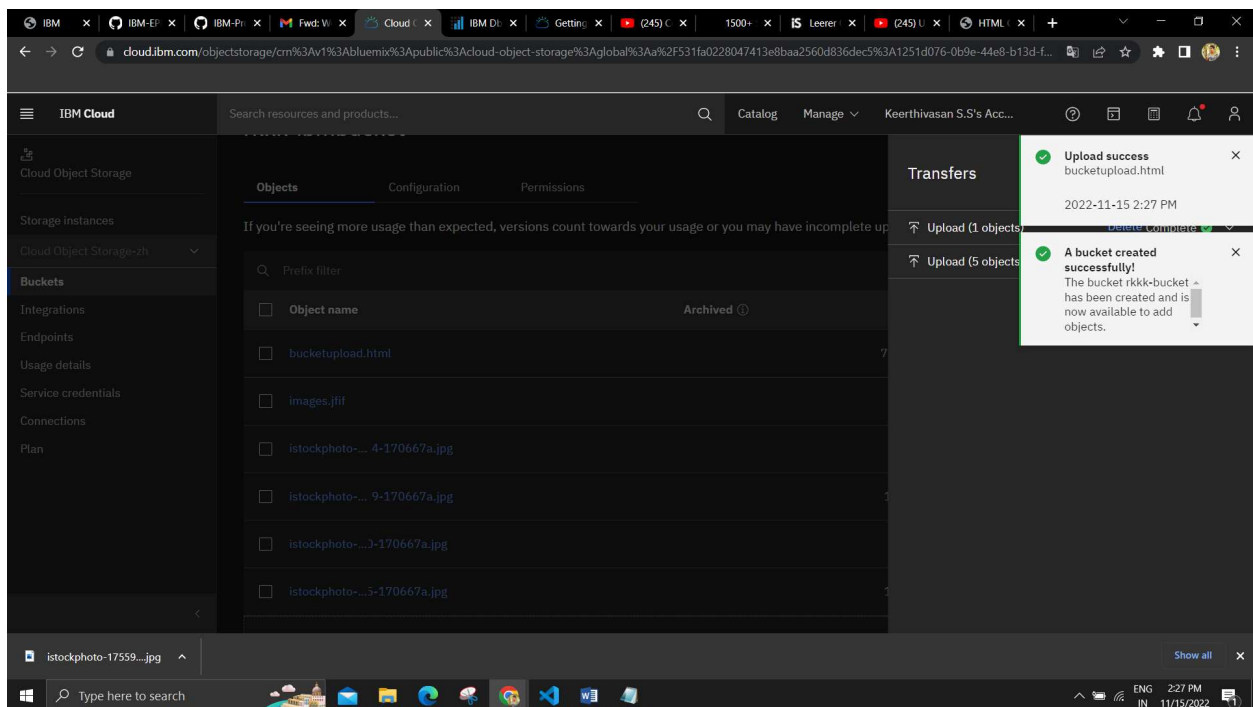 IBM
IBM-EP
IBM-Pr
Fwd: W
Cloud
IBM Db
Getting
(245) C
1500+
iS Leerer
(245) U
HTML
cloud.ibm.com/objectstorage/crn%3Av1%3Abluemix%3Apublic%3Acloud-object-storage%3Aglobal%3Aa%2F531fa0228047413e8baa2560d836dec5%3A1251d076-0b9e-44e8-b13d-f...
IBM Cloud
Search resources and products...
Catalog
Manage
Keerthivasan S.S's Acc...
Cloud Object Storage
Storage instances
Cloud Object Storage-zh
Buckets
Integrations
Endpoints
Usage details
Service credentials
Connections
Plan
Objects
Configuration
Permissions
If you're seeing more usage than expected, versions count towards your usage or you may have incomplete up
Prefix filter
Object name
Archived
bucketupload.html
7
images.jfif
istockphoto-... 4-170667a.jpg
istockphoto-... 9-170667a.jpg
1
istockphoto-...0-170667a.jpg
istockphoto-...5-170667a.jpg
1
Transfers
Upload (1 objects)
Delete Complete
Upload (5 objects
Upload success
bucketupload.html
2022-11-15 2:27 PM
A bucket created
successfully!
The bucket rkkk-bucket
has been created and is
now available to add
objects.
istockphoto-17559....jpg
Show all
Type here to search
ENG
IN
2:27 PM
11/15/2022